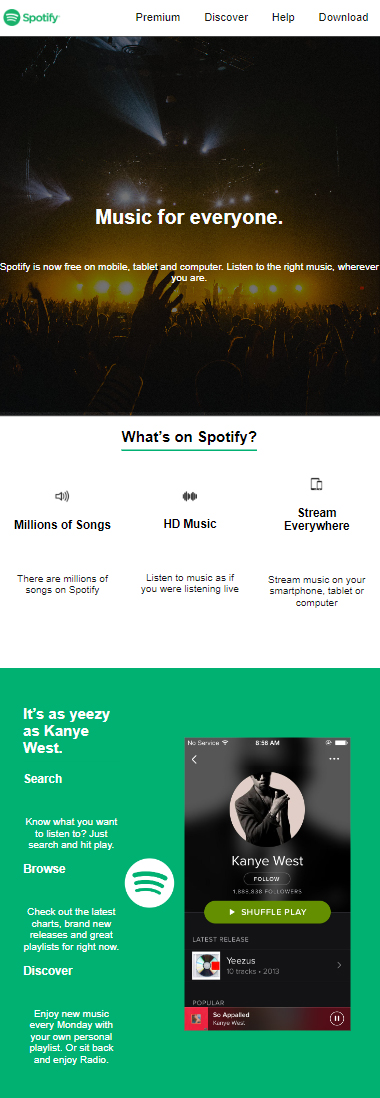 Spotify
Premium
Discover
Help
Download
Music for everyone.
Spotify is now free on mobile, tablet and computer. Listen to the right music, wherever
you are.
What's on Spotify?
Millions of Songs
There are millions of
songs on Spotify
HD Music
Listen to music as if
you were listening live
Stream
Everywhere
Stream music on your
smartphone, tablet or
computer
It's as yeezy
as Kanye
West.
Search
Know what you want
to listen to? Just
search and hit play.
Browse
Check out the latest
charts, brand new
releases and great
playlists for right now.
Discover
Enjoy new music
every Monday with
your own personal
playlist. Or sit back
and enjoy Radio.
No Service
8:56 AM
Kanye West
FOLLOW
1,888,838 FOLLOWERS
SHUFFLE PLAY
LATEST RELEASE
Yeezus
10 tracks • 2013
POPULAR
So Appalled
Kanye West